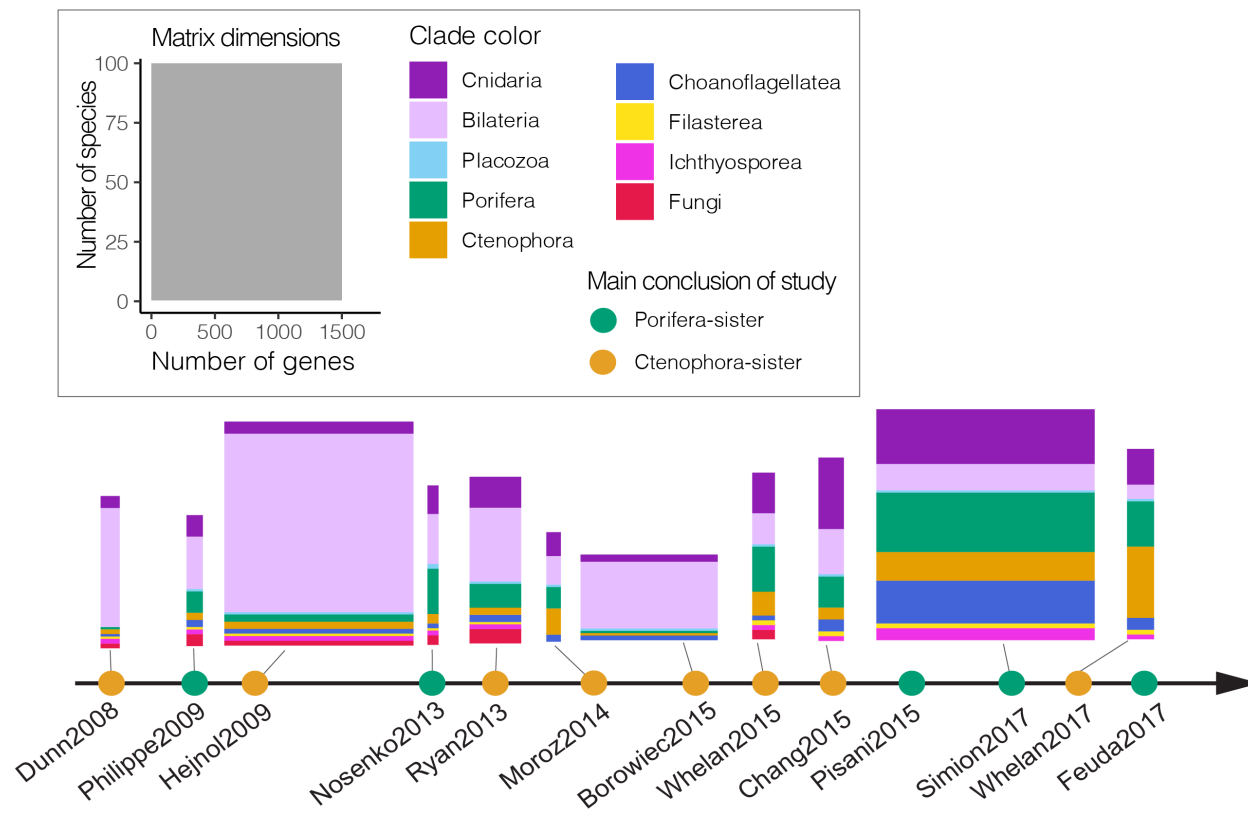 Matrix dimensions
Number of species
100
75
50
25
0
0 500 1000 1500
Number of genes
Clade color
Cnidaria
Bilateria
Placozoa
Porifera
Ctenophora
Choanoflagellatea
Filasterea
Ichthyosporea
Fungi
Main conclusion of study
Porifera-sister
Ctenophora-sister
Dunn2008
Philippe2009
Hejnol2009
Nosenko2013
Ryan2013
Moroz2014
Borowiec2015
Whelan2015
Chang2015
Pisani2015
Simion2017
Whelan2017
Feuda2017